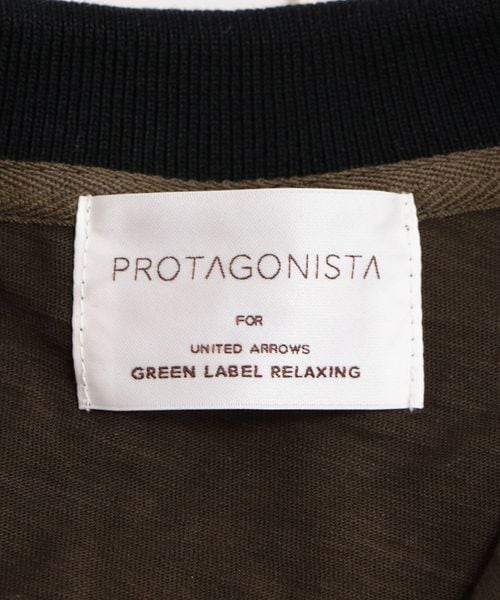 PROTAGONISTA
FOR
UNITED ARROWS
GREEN LABEL RELAXING